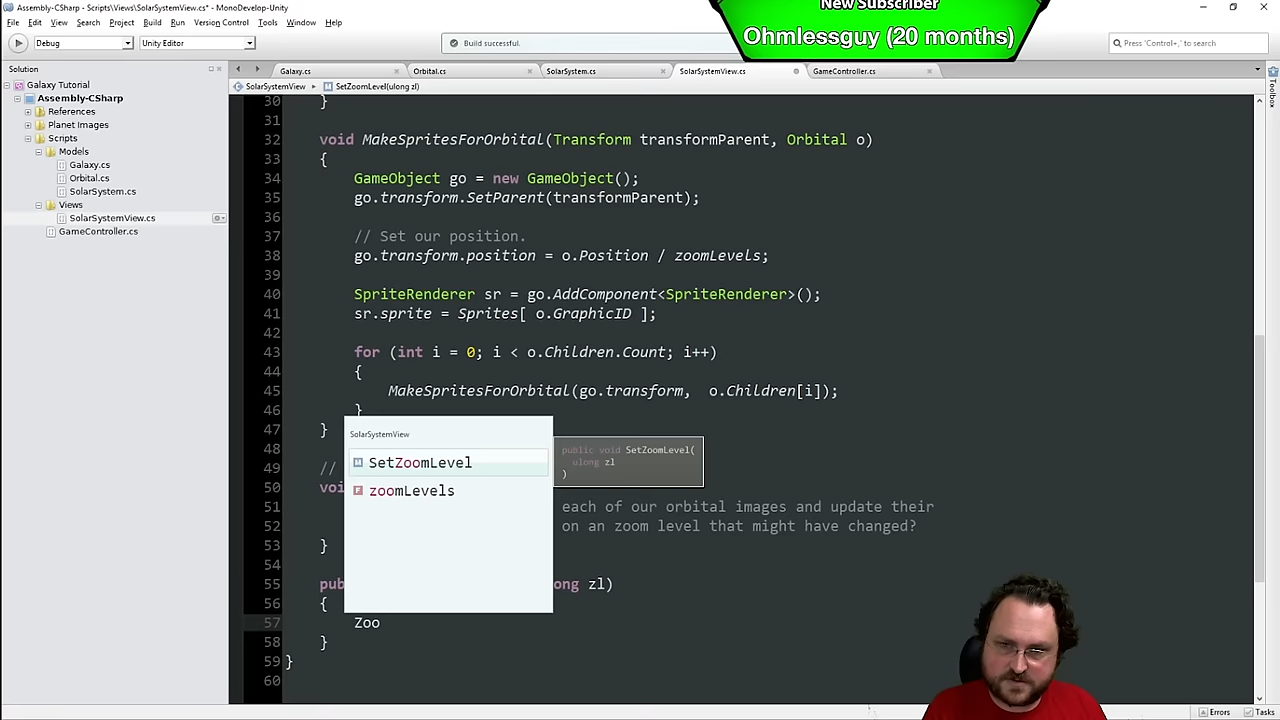 Assembly-CSharp - Scripts\Views\SolarSystemView.cs* - MonoDevelop-Unity
New Subscriber
Ohmlessguy (20 months)
File Edit View Search Project Build Run Version Control Tools Window Help
Debug Unity Editor Build successful. Press 'Control+,' to search
Solution
Galaxy.cs Orbital.cs SolarSystem.cs SolarSystemView.cs GameController.cs
SolarSystemView SetZoomLevel(ulong zl)
Toolbox
Galaxy Tutorial
Assembly-CSharp
References
Planet Images
Scripts
Models
Galaxy.cs
Orbital.cs
SolarSystem.cs
Views
SolarSystemView.cs
GameController.cs
30 }
31
32 void MakeSpritesForOrbital(Transform transformParent, Orbital o)
33 {
34 GameObject go = new GameObject();
35 go.transform.SetParent(transformParent);
36
37 // Set our position.
38 go.transform.position = o.Position / zoomLevels;
39
40 SpriteRenderer sr = go.AddComponent<SpriteRenderer>();
41 sr.sprite = Sprites[ o.GraphicID ];
42
43 for (int i = 0; i < o.Children.Count; i++)
44 {
45 MakeSpritesForOrbital(go.transform, o.Children[i]);
46 }
47 }
48
49 //
50 voi
51 each of our orbital images and update their
52 on an zoom level that might have changed?
53 }
54
55 pub ong zl)
56 {
57 Zoo
58 }
59 }
60
SolarSystemView
SetZoomLevel
zoomLevels
public void SetZoomLevel(
ulong zl
)
Errors Tasks